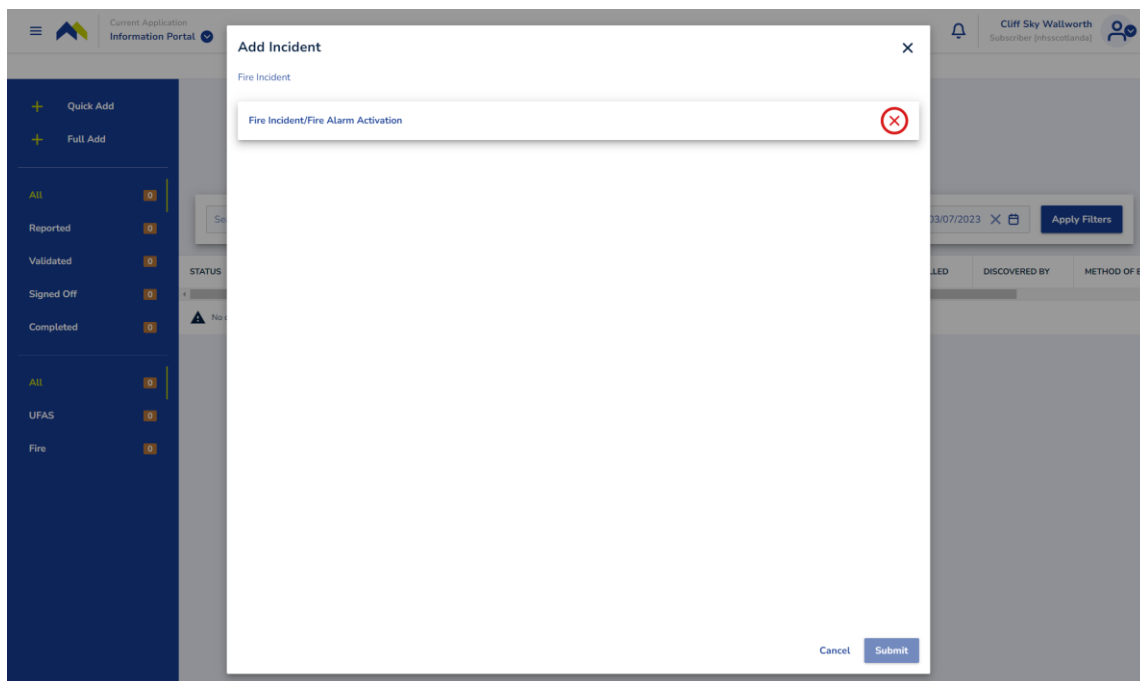 Current Application
Information Portal
Cliff Sky Wallworth
Subscriber (nhsscotlanda)
Add Incident
Fire Incident
Fire Incident/Fire Alarm Activation
Quick Add
Full Add
All 0
Reported 0
Validated 0
Signed Off 0
Completed 0
All 0
UFAS 0
Fire 0
03/07/2023
Apply Filters
STATUS
DISCOVERED BY
METHOD OF
No
Cancel
Submit